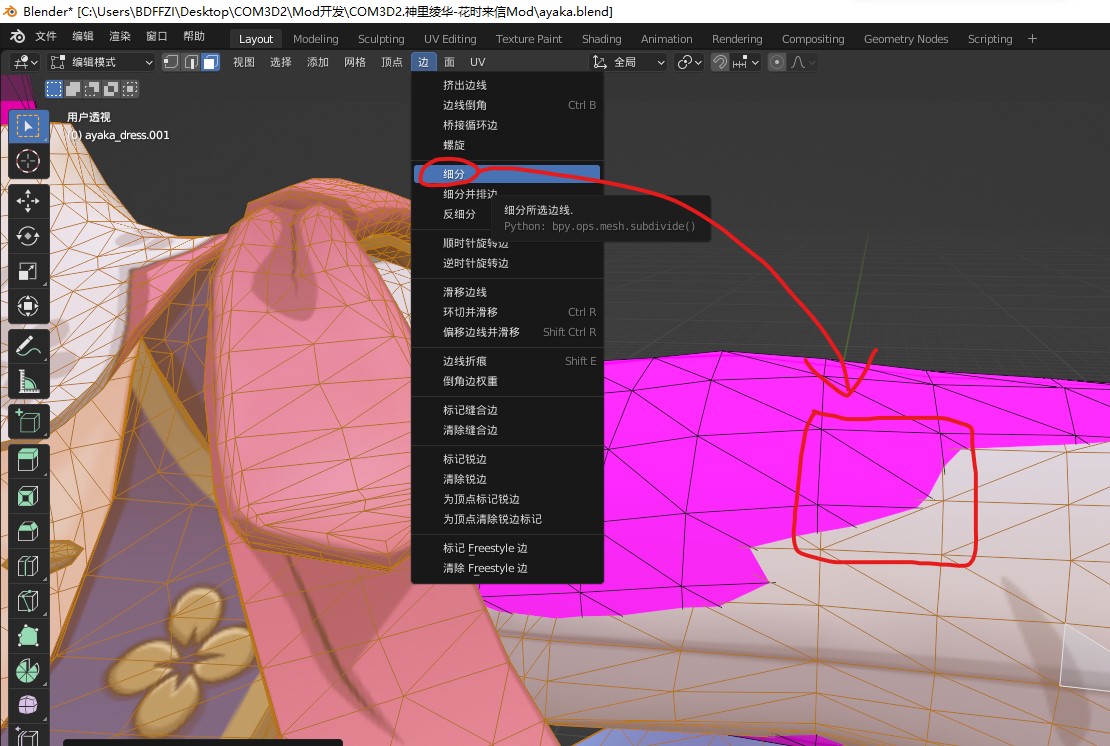 Blender* [C:\Users\BDFFZI\Desktop\COM3D2\Mod开发\COM3D2.神里绫华-花时来信Mod\ayaka.blend]
文件 编辑 渲染 窗口 帮助 Layout Modeling Sculpting UV Editing Texture Paint Shading Animation Rendering Compositing Geometry Nodes Scripting +
编辑模式 视图 选择 添加 网格 顶点 边 面 UV 全局
用户透视
(0) ayaka_dress.001
挤出边线
边线倒角 Ctrl B
桥接循环边
螺旋
细分
细分并排边
反细分
细分所选边线.
Python: bpy.ops.mesh.subdivide()
顺时针旋转边
逆时针旋转边
滑移边线
环切并滑移 Ctrl R
偏移边线并滑移 Shift Ctrl R
边线折痕 Shift E
倒角边权重
标记缝合边
清除缝合边
标记锐边
清除锐边
为顶点标记锐边
为顶点清除锐边标记
标记 Freestyle 边
清除 Freestyle 边